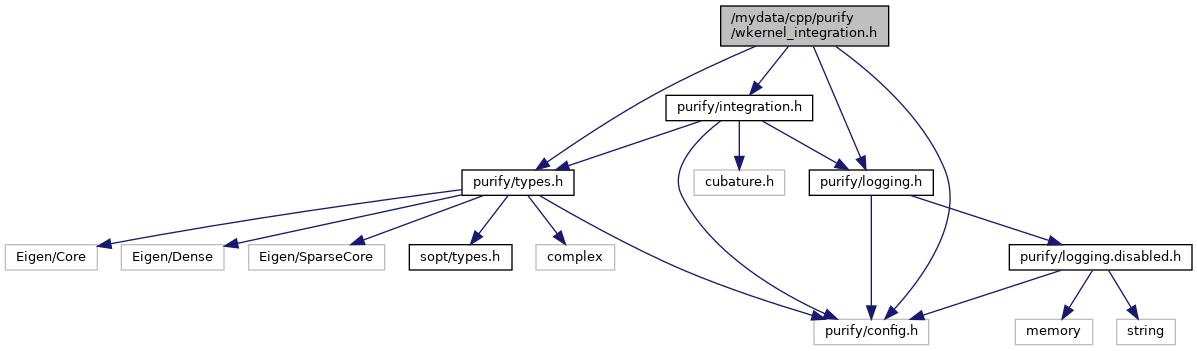 /mydata/cpp/purify
/wkernel_integration.h
purify/integration.h
purify/types.h
cubature.h
purify/logging.h
Eigen/Core
Eigen/Dense
Eigen/SparseCore
sopt/types.h
complex
purify/logging.disabled.h
purify/config.h
memory
string